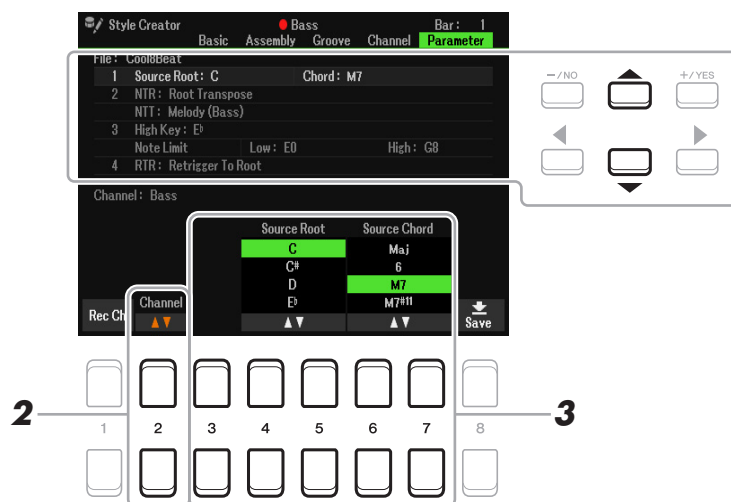 Style Creator Bass Bar: 1
Basic Assembly Groove Channel Parameter
File: Cool8Beat
1 Source Root: C Chord: M7
2 NTR: Root Transpose
NTT: Melody (Bass)
3 High Key: E♭
Note Limit Low: E0 High: G8
4 RTR: Retrigger To Root
Channel: Bass
Source Root Source Chord
C Maj
C# 6
D M7
E♭ M7#11
Rec Ch Channel Save
−/NO +/YES
2 3
1 2 3 4 5 6 7 8